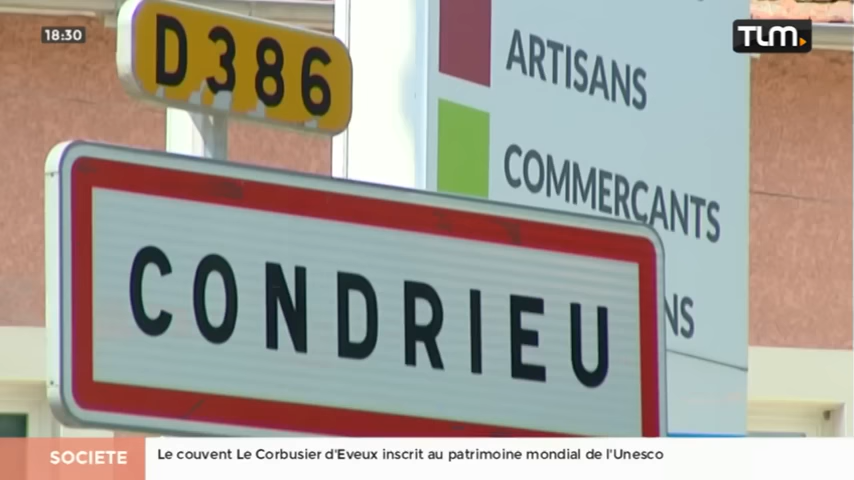 18:30
D386
TLM
ARTISANS
COMMERÇANTS
NS
CONDRIEU
SOCIETE
Le couvent Le Corbusier d'Eveux inscrit au patrimoine mondial de l'Unesco